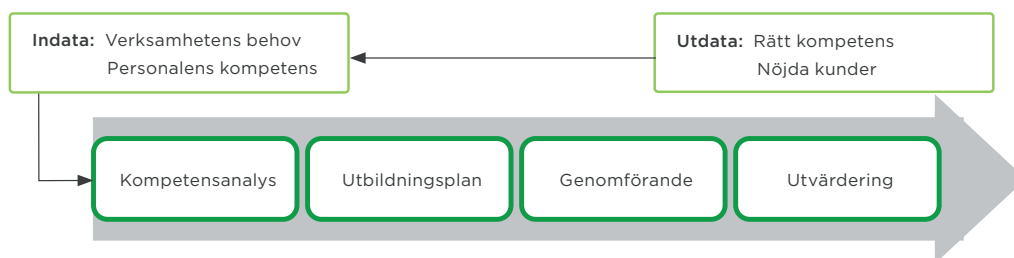 Indata: Verksamhetens behov
Personalens kompetens
Utdata: Rätt kompetens
Nöjda kunder
Kompetensanalys
Utbildningsplan
Genomförande
Utvärdering